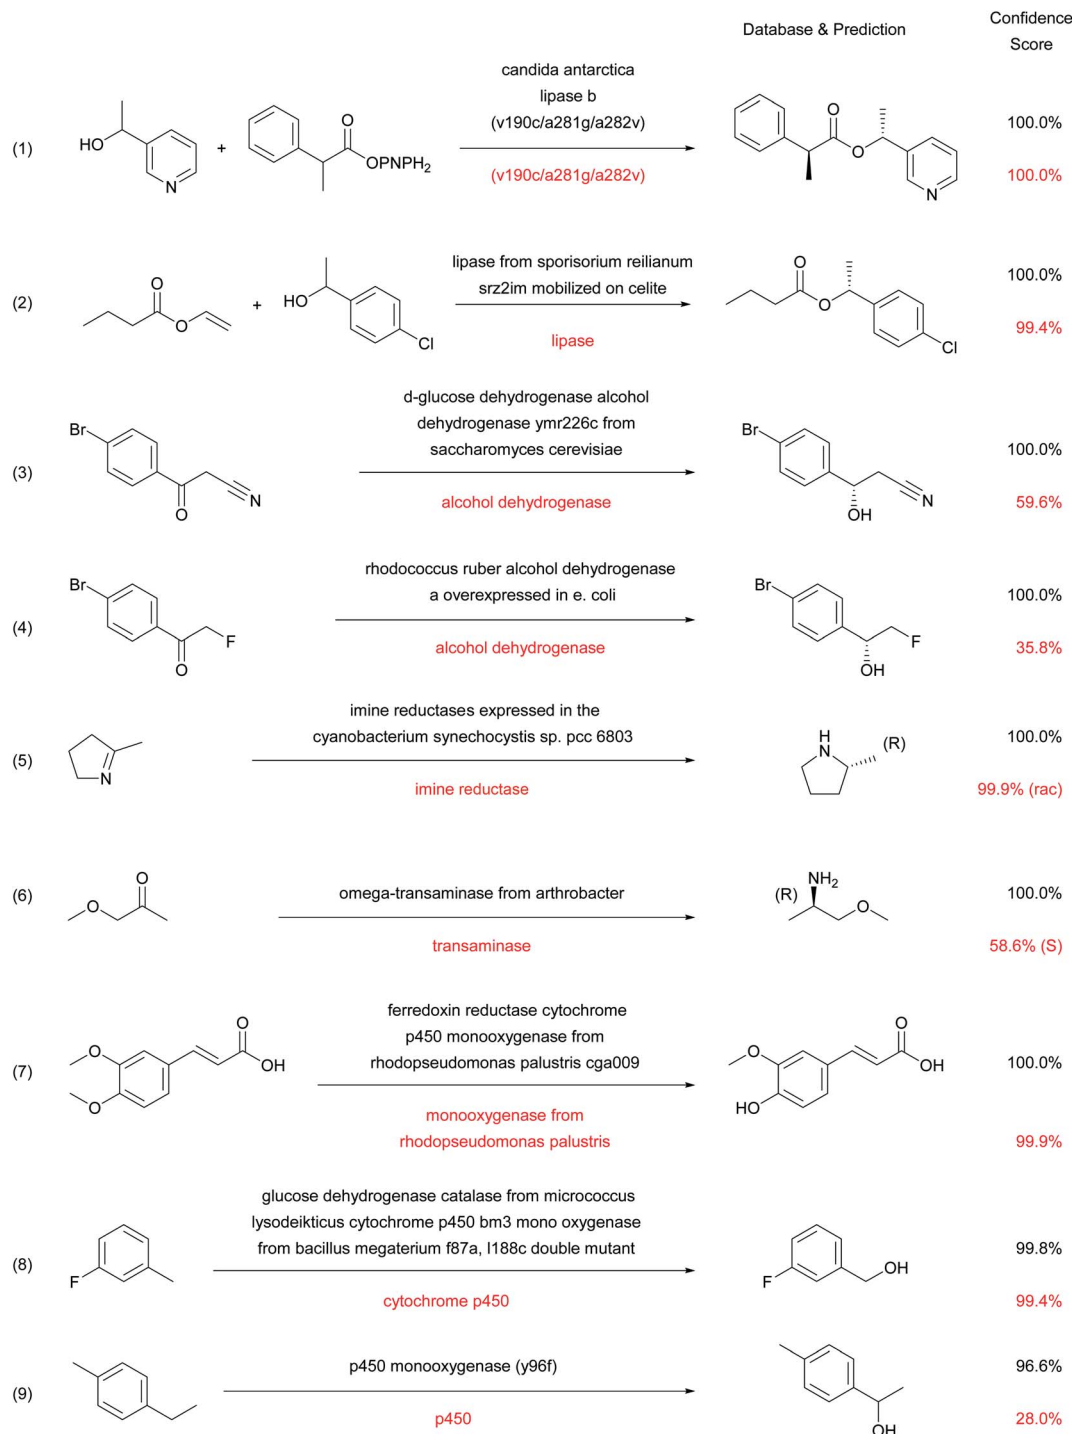 Database & Prediction
Confidence
Score
(1)
HO
N
+
O
OPNPH2
candida antarctica
lipase b
(v190c/a281g/a282v)
(v190c/a281g/a282v)
O
O
N
100.0%
100.0%
(2)
O
O
+
HO
Cl
lipase from sporisorium reilianum
srz2im mobilized on celite
lipase
O
O
Cl
100.0%
99.4%
(3)
Br
O
N
d-glucose dehydrogenase alcohol
dehydrogenase ymr226c from
saccharomyces cerevisiae
alcohol dehydrogenase
Br
OH
N
100.0%
59.6%
(4)
Br
O
F
rhodococcus ruber alcohol dehydrogenase
a overexpressed in e. coli
alcohol dehydrogenase
Br
OH
F
100.0%
35.8%
(5)
N
imine reductases expressed in the
cyanobacterium synechocystis sp. pcc 6803
imine reductase
H
N
(R)
100.0%
99.9% (rac)
(6)
O
O
omega-transaminase from arthrobacter
transaminase
NH2
(R)
O
100.0%
58.6% (S)
(7)
O
O
O
OH
ferredoxin reductase cytochrome
p450 monooxygenase from
rhodopseudomonas palustris cga009
monooxygenase from
rhodopseudomonas palustris
O
HO
O
OH
100.0%
99.9%
(8)
F
glucose dehydrogenase catalase from micrococcus
lysodeikticus cytochrome p450 bm3 mono oxygenase
from bacillus megaterium f87a, l188c double mutant
cytochrome p450
F
OH
99.8%
99.4%
(9)
p450 monooxygenase (y96f)
p450
OH
96.6%
28.0%